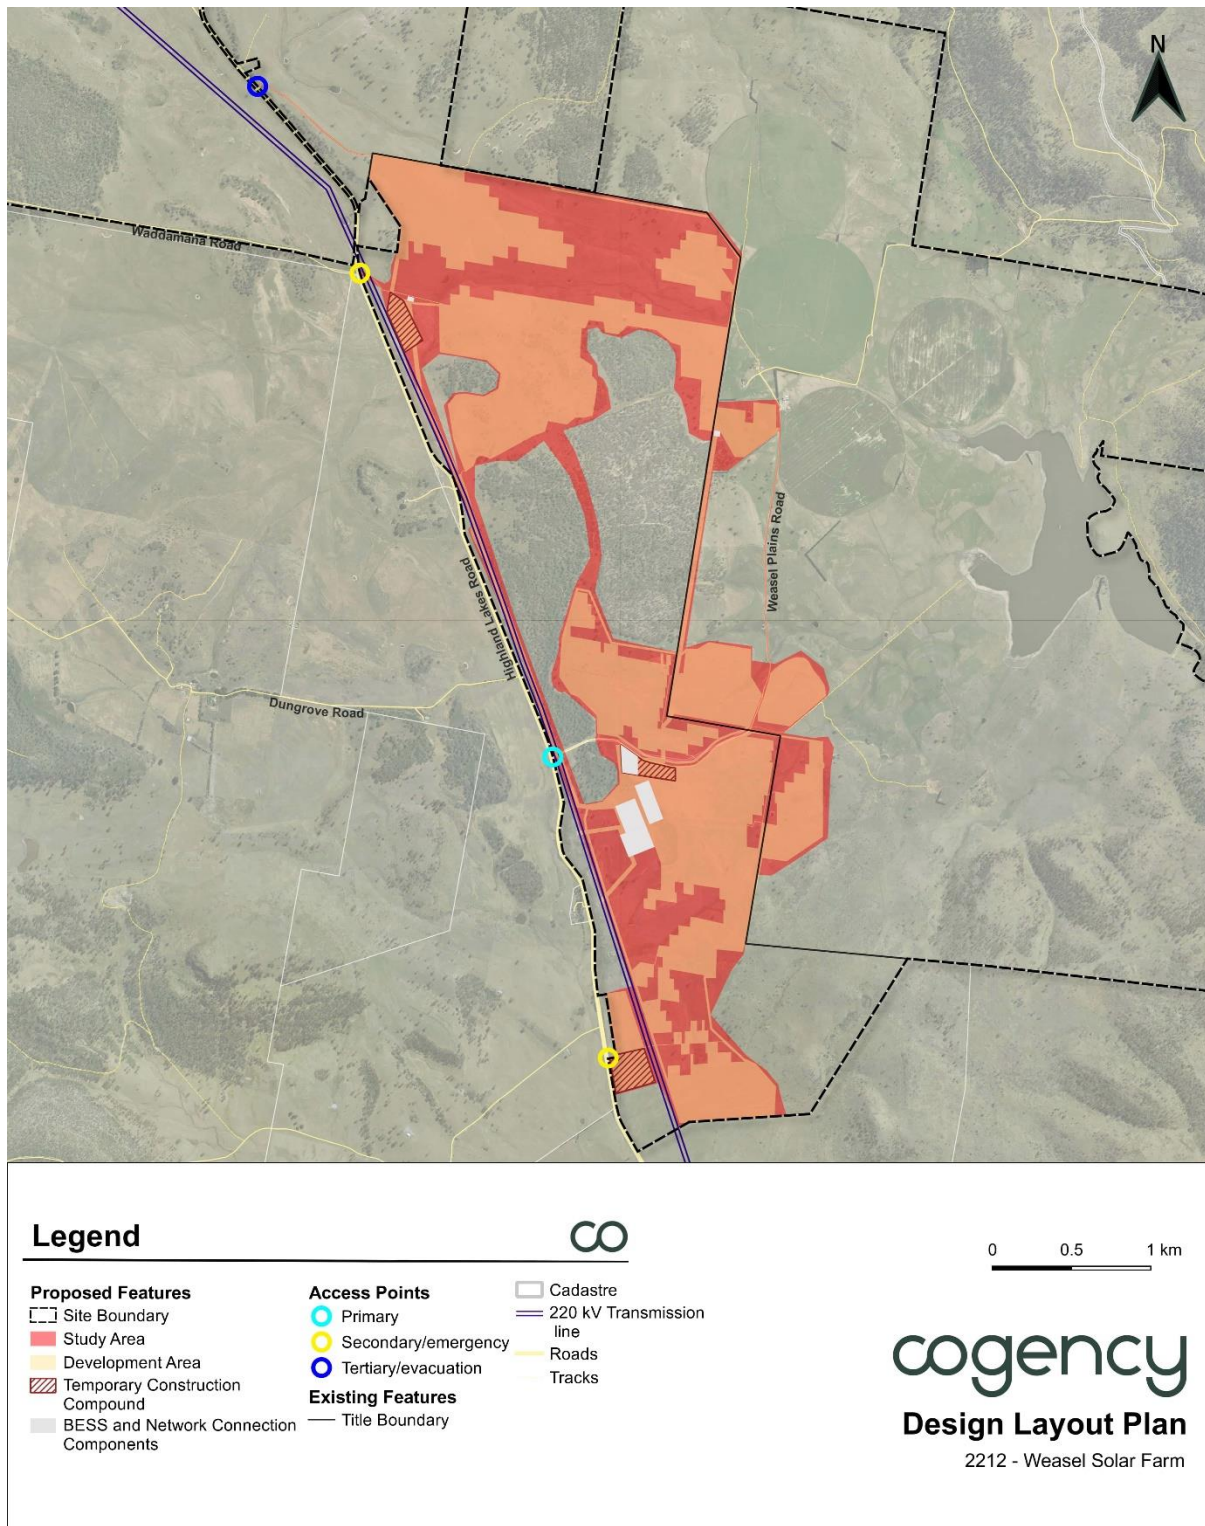 N
Waddamana Road
Weasel Plains Road
Highland Lakes Road
Dungrove Road
Legend
CO
Proposed Features
Site Boundary
Study Area
Development Area
Temporary Construction
Compound
BESS and Network Connection
Components
Access Points
Primary
Secondary/emergency
Tertiary/evacuation
Existing Features
Title Boundary
Cadastre
220 kV Transmission
line
Roads
Tracks
0 0.5 1 km
cogency
Design Layout Plan
2212 - Weasel Solar Farm